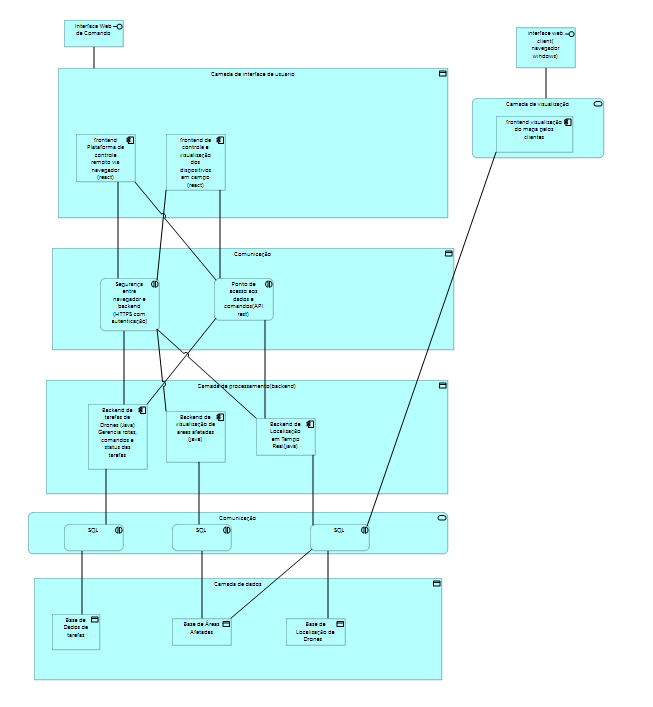 Interface Web
de Comando
interface web
client(
navegador
windows)
Camada de interface de usuario
Camada de visualização
frontend visualização
do mapa pelos
clientes
frontend
Plataforma de
controle
remoto via
navegador
(react)
frontend de
controle e
visualização
dos
dispositivos
em campo
(react)
Comunicação
Segurança
entre
navegador e
backend
(HTTPS com
autenticação)
Ponto de
acesso aos
dados e
comandos(API
rest)
Camada de processamento(backend)
Backend de
tarefas de
Drones (Java)
Gerencia rotas,
comandos e
status das
tarefas
Backend de
visualização de
areas afetadas
(java)
Backend de
Localização
em Tempo
Real(java)
Comunicação
SQL
SQL
SQL
Camada de dados
Base de
Dados de
tarefas
Base de Áreas
Afetadas
Base de
Localização de
Drones